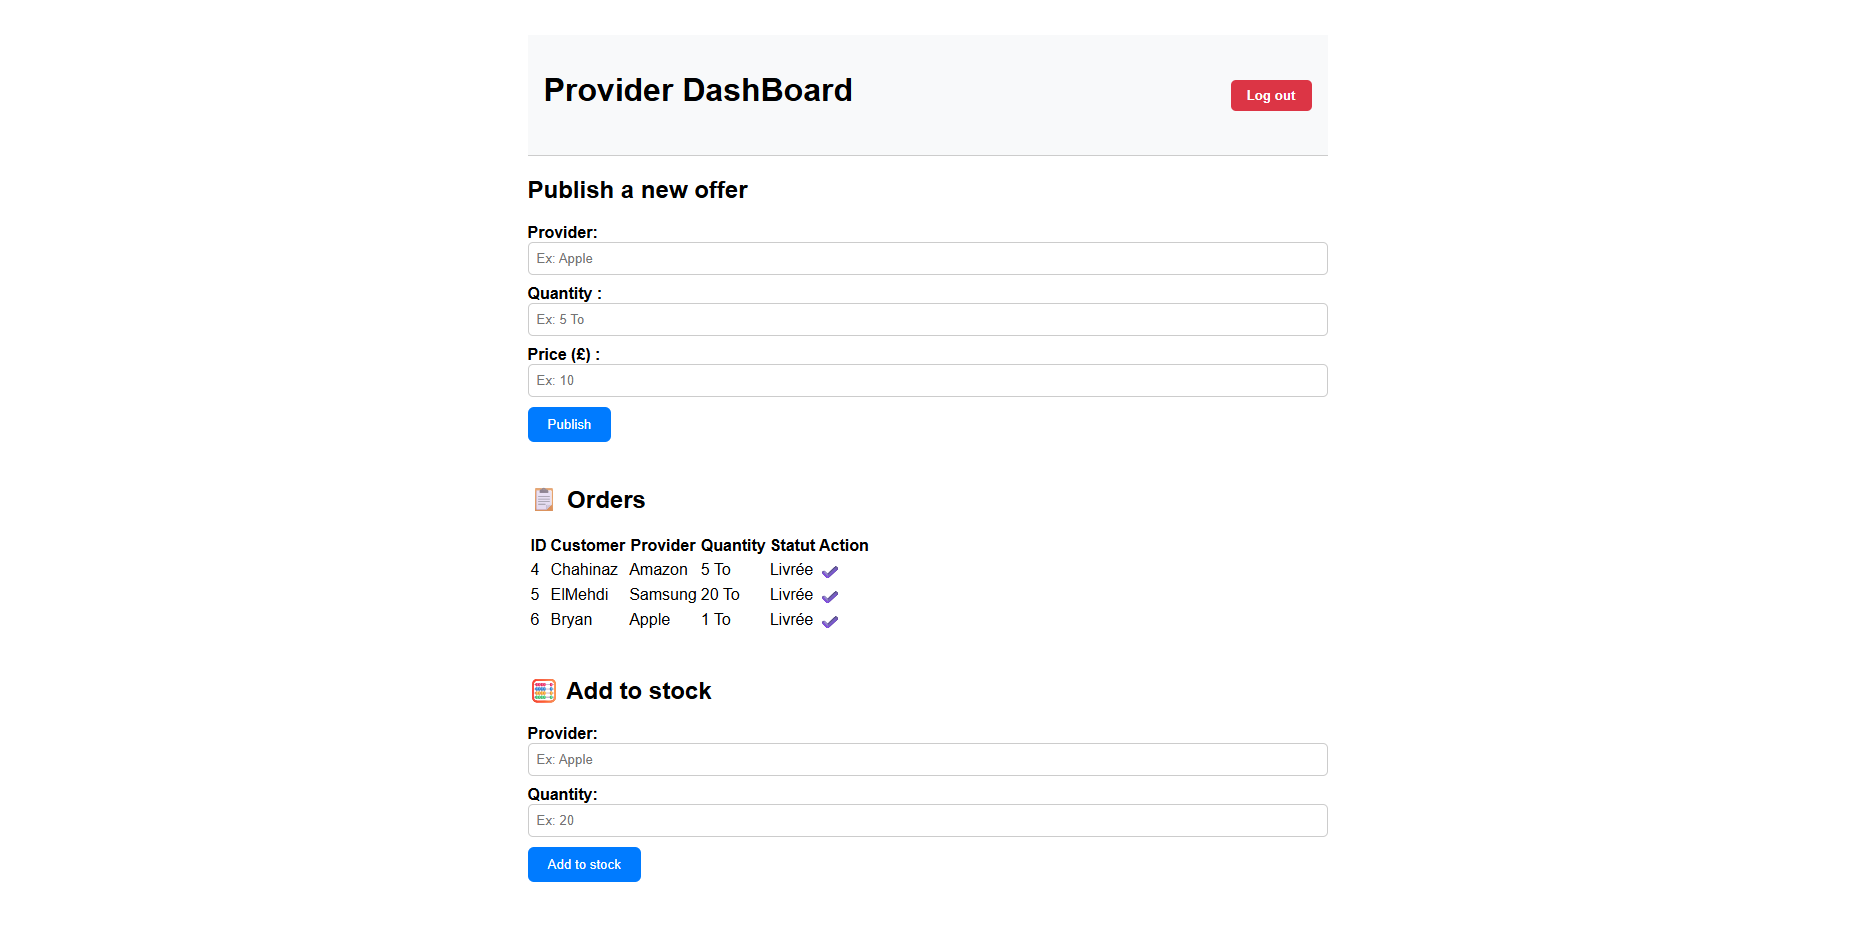 Provider DashBoard
Log out
Publish a new offer
Provider:
Ex: Apple
Quantity :
Ex: 5 To
Price (£) :
Ex: 10
Publish
Orders
ID Customer Provider Quantity Statut Action
4 Chahinaz Amazon 5 To Livrée
5 ElMehdi Samsung 20 To Livrée
6 Bryan Apple 1 To Livrée
Add to stock
Provider:
Ex: Apple
Quantity:
Ex: 20
Add to stock